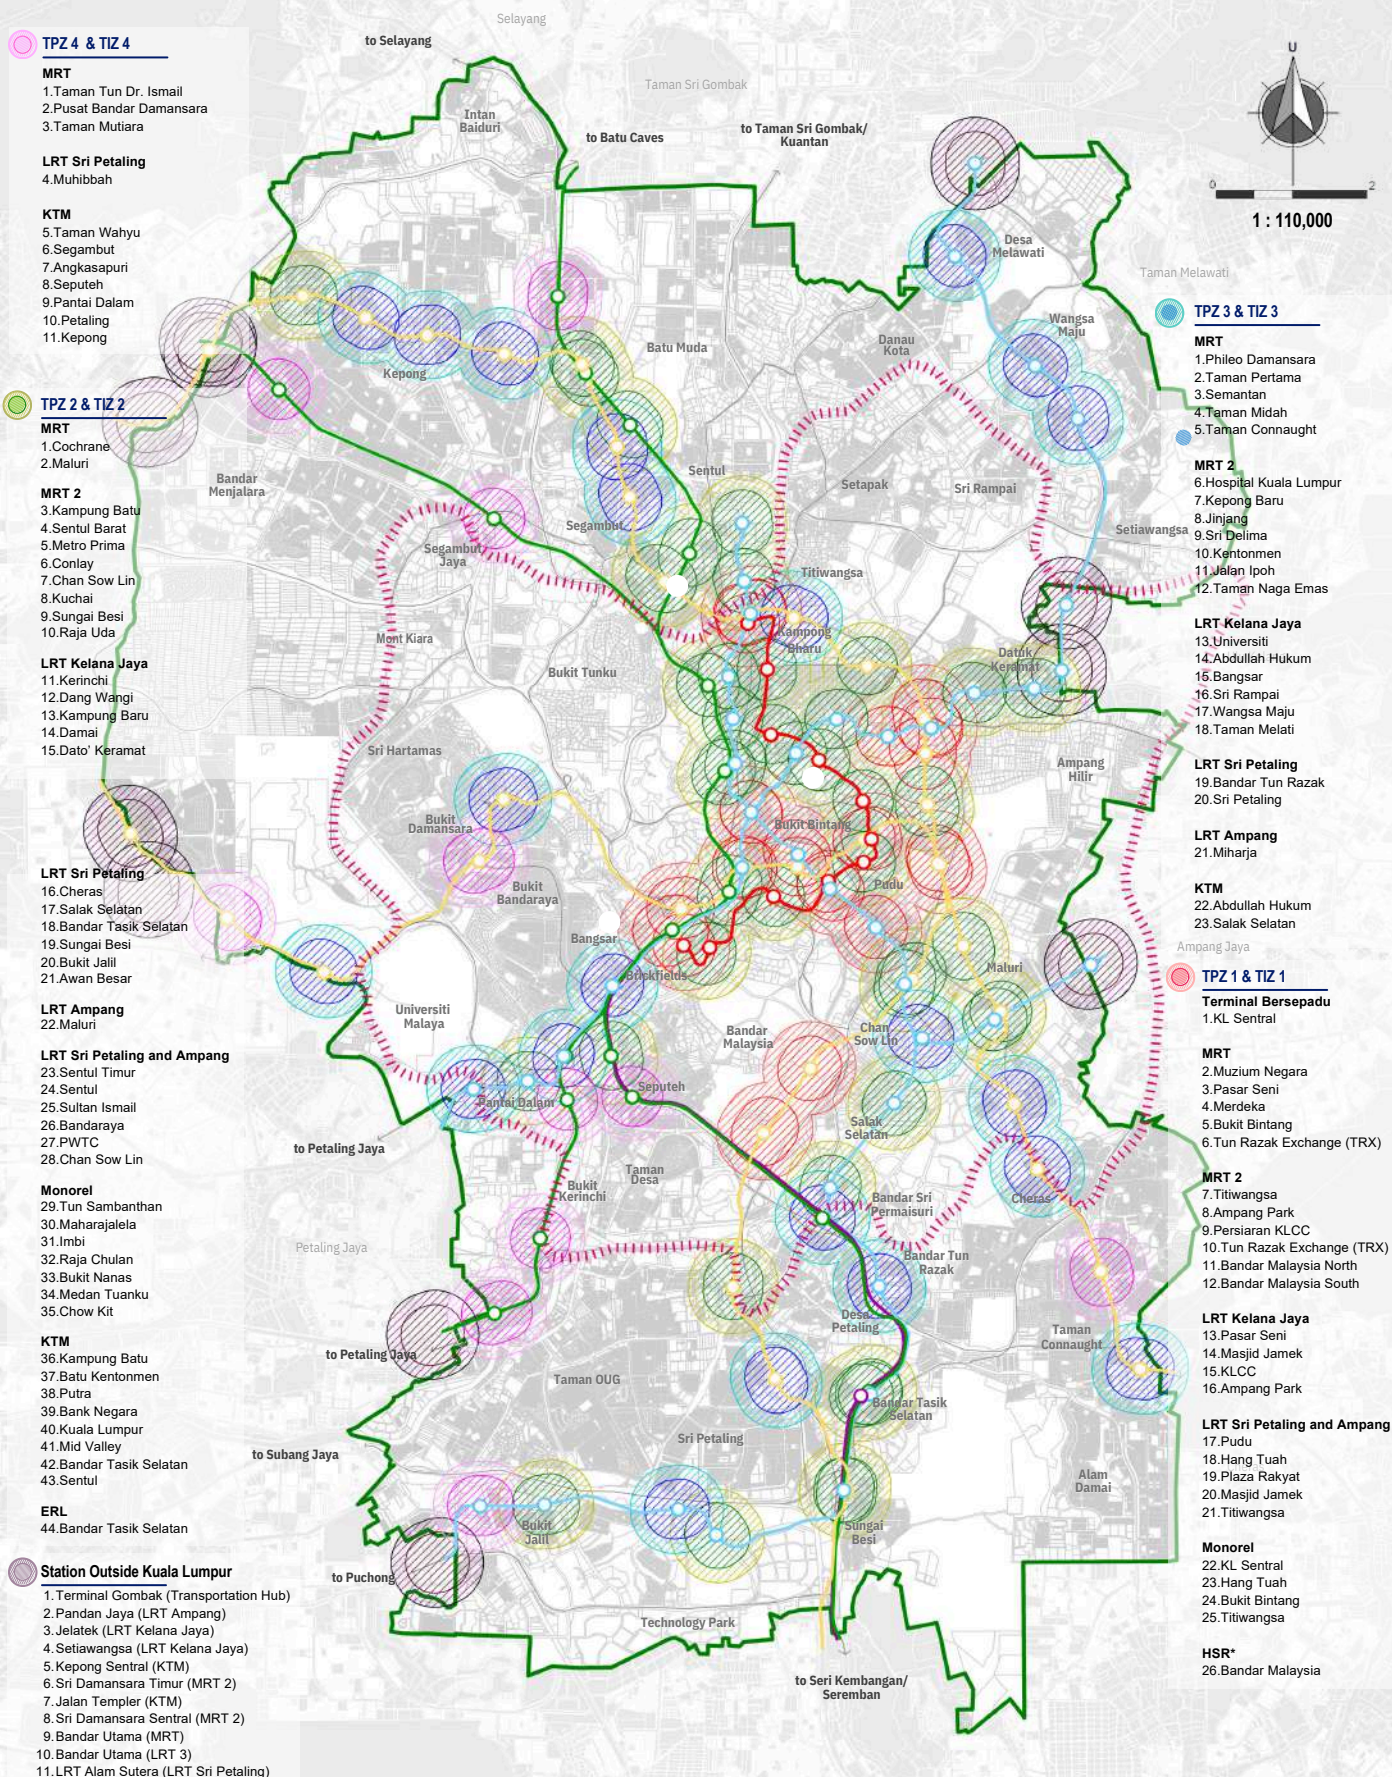 TPZ 4 & TIZ 4
MRT
1.Taman Tun Dr. Ismail
2.Pusat Bandar Damansara
3.Taman Mutiara
LRT Sri Petaling
4.Muhibbah
KTM
5.Taman Wahyu
6.Segambut
7.Angkasapuri
8.Seputeh
9.Pantai Dalam
10.Petaling
11.Kepong
TPZ 2 & TIZ 2
MRT
1.Cochrane
2.Maluri
MRT 2
3.Kampung Batu
4.Sentul Barat
5.Metro Prima
6.Conlay
7.Chan Sow Lin
8.Kuchai
9.Sungai Besi
10.Raja Uda
LRT Kelana Jaya
11.Kerinchi
12.Dang Wangi
13.Kampung Baru
14.Damai
15.Dato' Keramat
LRT Sri Petaling
16.Cheras
17.Salak Selatan
18.Bandar Tasik Selatan
19.Sungai Besi
20.Bukit Jalil
21.Awan Besar
LRT Ampang
22.Maluri
LRT Sri Petaling and Ampang
23.Sentul Timur
24.Sentul
25.Sultan Ismail
26.Bandaraya
27.PWTC
28.Chan Sow Lin
Monorel
29.Tun Sambanthan
30.Maharajalela
31.Imbi
32.Raja Chulan
33.Bukit Nanas
34.Medan Tuanku
35.Chow Kit
KTM
36.Kampung Batu
37.Batu Kentonmen
38.Putra
39.Bank Negara
40.Kuala Lumpur
41.Mid Valley
42.Bandar Tasik Selatan
43.Sentul
ERL
44.Bandar Tasik Selatan
Station Outside Kuala Lumpur
1.Terminal Gombak (Transportation Hub)
2.Pandan Jaya (LRT Ampang)
3.Jelatek (LRT Kelana Jaya)
4.Setiawangsa (LRT Kelana Jaya)
5.Kepong Sentral (KTM)
6.Sri Damansara Timur (MRT 2)
7.Jalan Templer (KTM)
8.Sri Damansara Sentral (MRT 2)
9.Bandar Utama (MRT)
10.Bandar Utama (LRT 3)
11.LRT Alam Sutera (LRT Sri Petaling)
Selayang
to Selayang
Taman Sri Gombak
Intan
Baiduri
to Batu Caves
to Taman Sri Gombak/
Kuantan
Desa
Melawati
Taman Melawati
Wangsa
Maju
Danau
Kota
Batu Muda
Kepong
Bandar
Menjalara
Sentul
Setapak
Sri Rampai
Setiawangsa
Segambut
Segambut
Jaya
Titiwangsa
Mont Kiara
Kampong
Bharu
Datuk
Keramat
Bukit Tunku
Sri Hartamas
Ampang
Hilir
Bukit
Damansara
Bukit Bintang
Bukit
Bandaraya
Pudu
Bangsar
Ampang Jaya
Maluri
Brickfields
Universiti
Malaya
Bandar
Malaysia
Chan
Sow Lin
Seputeh
Pantai Dalam
Salak
Selatan
to Petaling Jaya
Taman
Desa
Bukit
Kerinchi
Bandar Sri
Permaisuri
Cheras
Petaling Jaya
Bandar Tun
Razak
Desa
Petaling
Taman
Connaught
to Petaling Jaya
Taman OUG
Bandar Tasik
Selatan
Sri Petaling
to Subang Jaya
Alam
Damai
Bukit
Jalil
Sungai
Besi
to Puchong
Technology Park
to Seri Kembangan/
Seremban
U
0
2
1 : 110,000
TPZ 3 & TIZ 3
MRT
1.Phileo Damansara
2.Taman Pertama
3.Semantan
4.Taman Midah
5.Taman Connaught
MRT 2
6.Hospital Kuala Lumpur
7.Kepong Baru
8.Jinjang
9.Sri Delima
10.Kentonmen
11.Jalan Ipoh
12.Taman Naga Emas
LRT Kelana Jaya
13.Universiti
14.Abdullah Hukum
15.Bangsar
16.Sri Rampai
17.Wangsa Maju
18.Taman Melati
LRT Sri Petaling
19.Bandar Tun Razak
20.Sri Petaling
LRT Ampang
21.Miharja
KTM
22.Abdullah Hukum
23.Salak Selatan
TPZ 1 & TIZ 1
Terminal Bersepadu
1.KL Sentral
MRT
2.Muzium Negara
3.Pasar Seni
4.Merdeka
5.Bukit Bintang
6.Tun Razak Exchange (TRX)
MRT 2
7.Titiwangsa
8.Ampang Park
9.Persiaran KLCC
10.Tun Razak Exchange (TRX)
11.Bandar Malaysia North
12.Bandar Malaysia South
LRT Kelana Jaya
13.Pasar Seni
14.Masjid Jamek
15.KLCC
16.Ampang Park
LRT Sri Petaling and Ampang
17.Pudu
18.Hang Tuah
19.Plaza Rakyat
20.Masjid Jamek
21.Titiwangsa
Monorel
22.KL Sentral
23.Hang Tuah
24.Bukit Bintang
25.Titiwangsa
HSR*
26.Bandar Malaysia